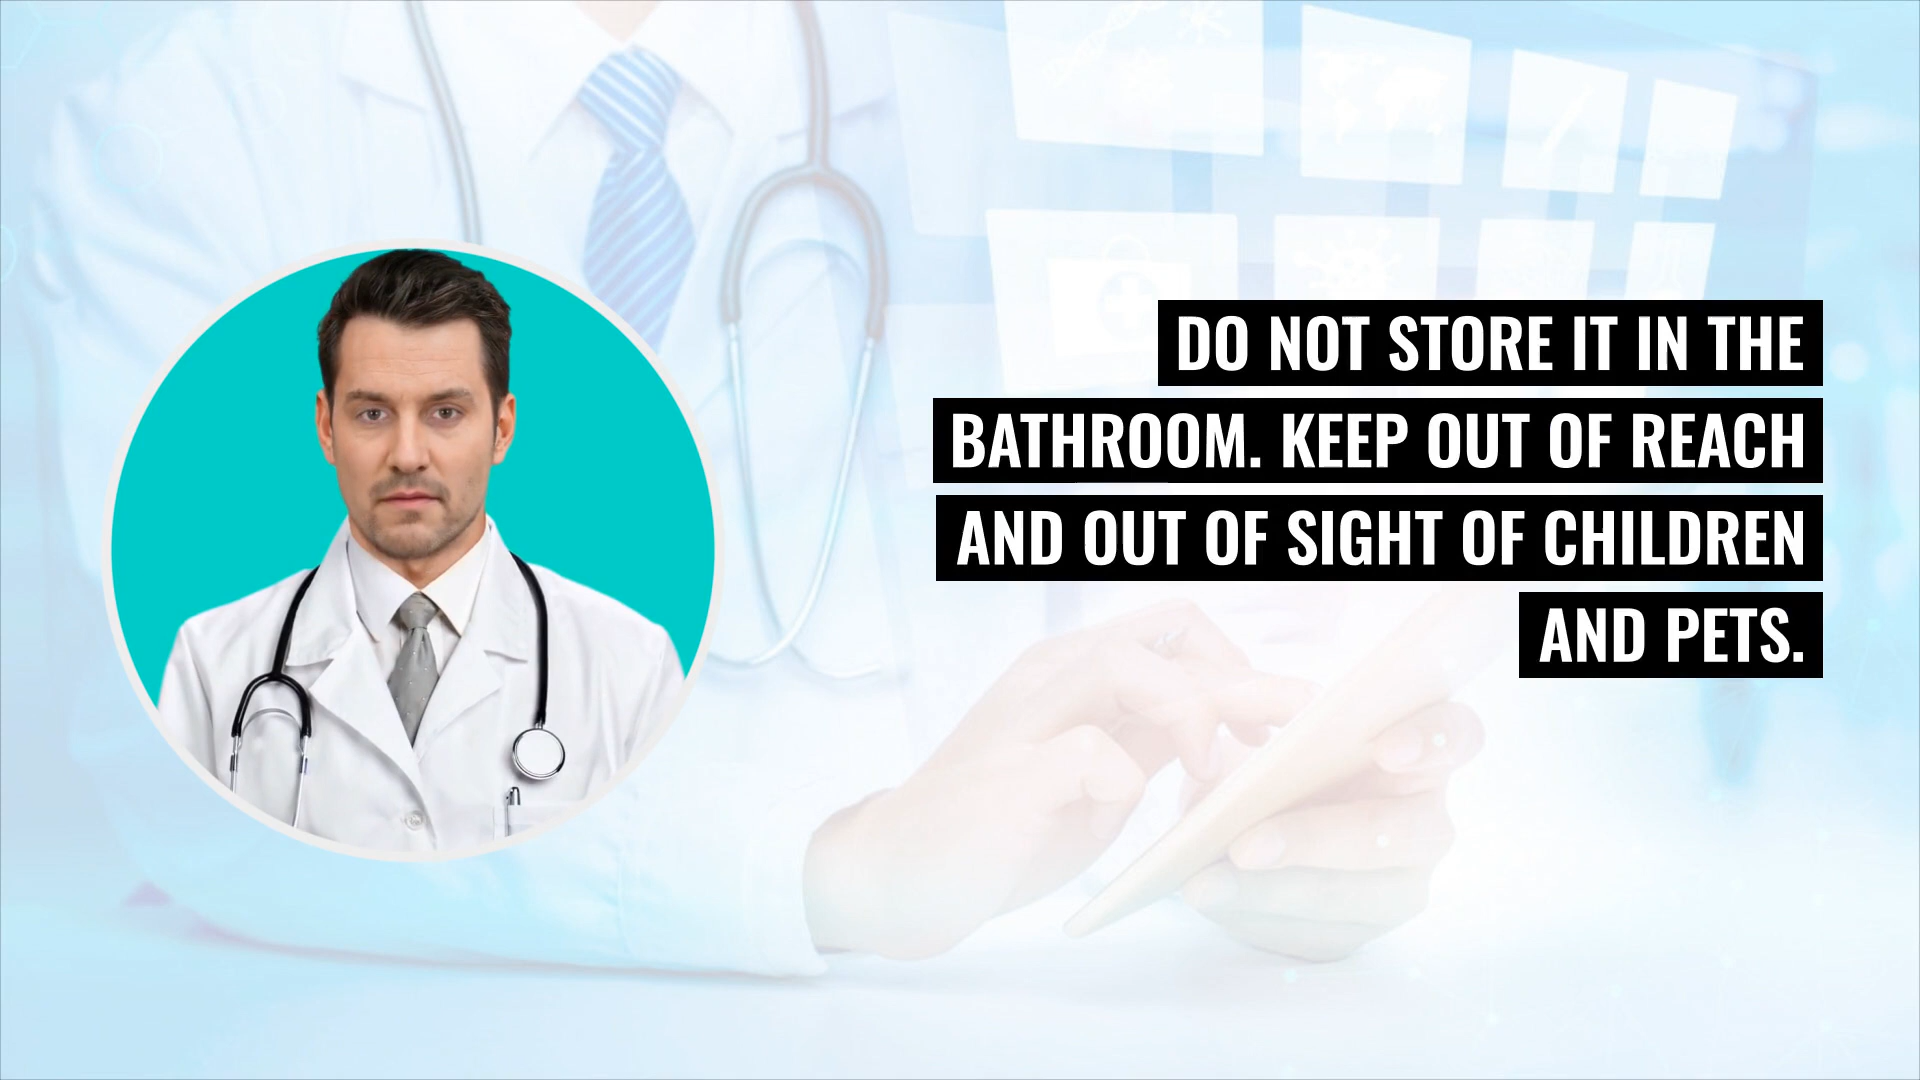 DO NOT STORE IT IN THE
BATHROOM. KEEP OUT OF REACH
AND OUT OF SIGHT OF CHILDREN
AND PETS.